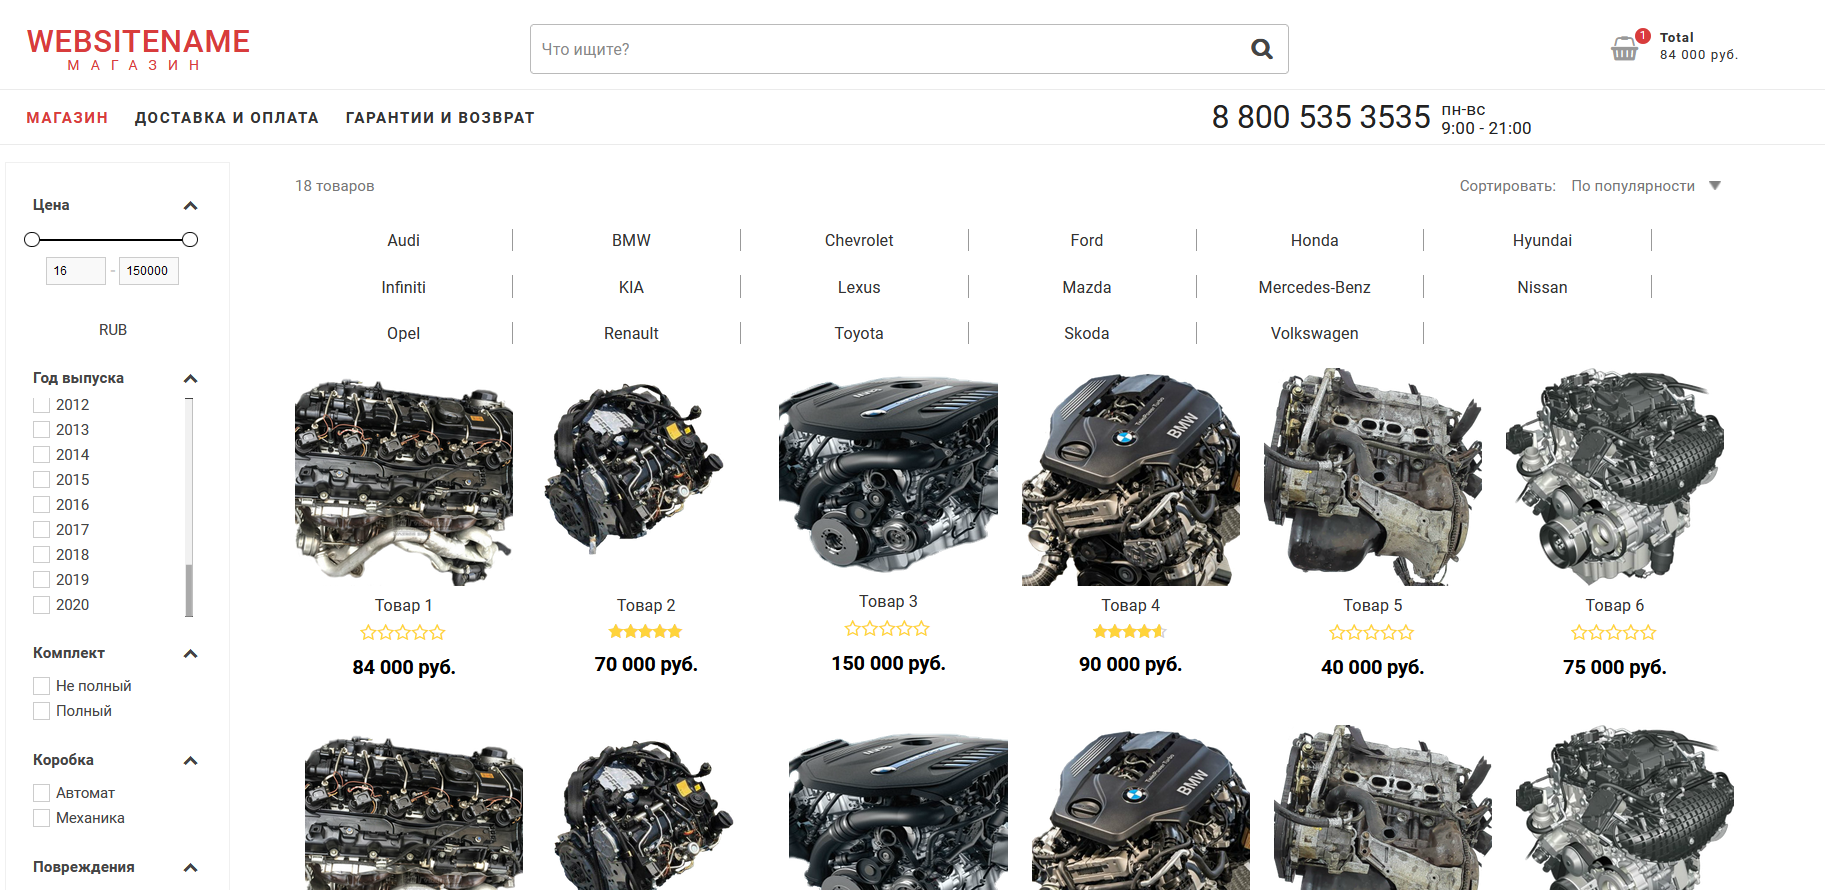 WEBSITENAME
МАГАЗИН
Что ищите?
1
Total
84 000 руб.
МАГАЗИН ДОСТАВКА И ОПЛАТА ГАРАНТИИ И ВОЗВРАТ
8 800 535 3535
пн-вс
9:00 - 21:00
Цена
16 - 150000
RUB
Год выпуска
2012
2013
2014
2015
2016
2017
2018
2019
2020
Комплект
Не полный
Полный
Коробка
Автомат
Механика
Повреждения
18 товаров
Сортировать: По популярности
Audi BMW Chevrolet Ford Honda Hyundai
Infiniti KIA Lexus Mazda Mercedes-Benz Nissan
Opel Renault Toyota Skoda Volkswagen
BMW
Товар 1 Товар 2 Товар 3 Товар 4 Товар 5 Товар 6
84 000 руб. 70 000 руб. 150 000 руб. 90 000 руб. 40 000 руб. 75 000 руб.
BMW